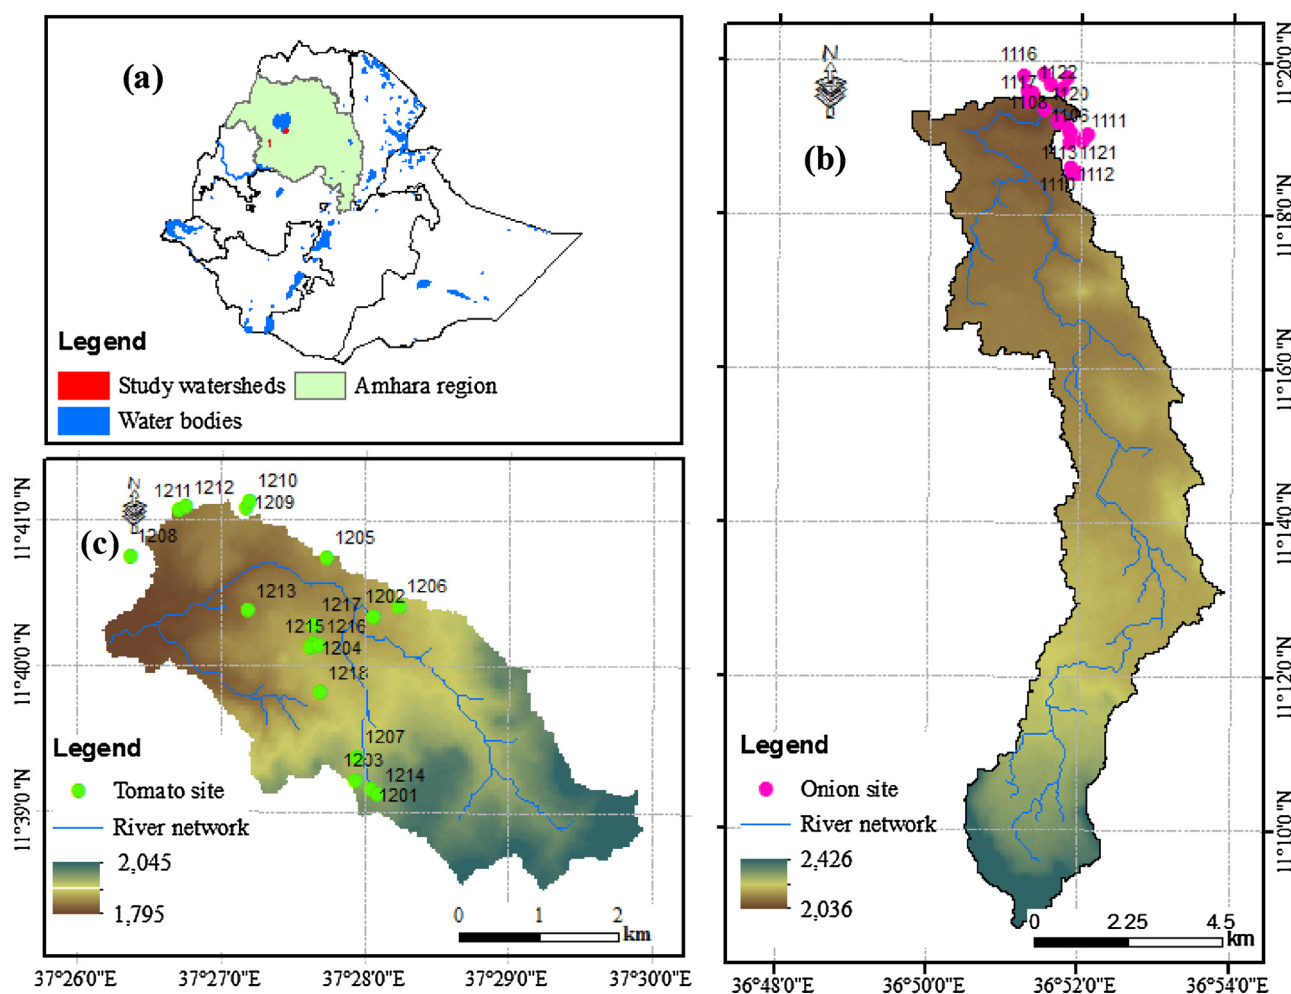 (a)
1
Legend
Study watersheds
Amhara region
Water bodies
N
(b)
1116
1122
1117
1120
1108
1106
1111
1113
1121
1110
1112
11°20'0"N
11°18'0"N
11°16'0"N
11°14'0"N
11°12'0"N
11°10'0"N
Legend
Onion site
River network
2,426
2,036
0 2.25 4.5
km
36°48'0"E 36°50'0"E 36°52'0"E 36°54'0"E
N
(c)
1211
1212
1210
1209
1208
1205
1213
1217
1202
1206
1215
1216
1204
1218
1207
1203
1214
1201
11°41'0"N
11°40'0"N
11°39'0"N
Legend
Tomato site
River network
2,045
1,795
0 1 2
km
37°26'0"E 37°27'0"E 37°28'0"E 37°29'0"E 37°30'0"E